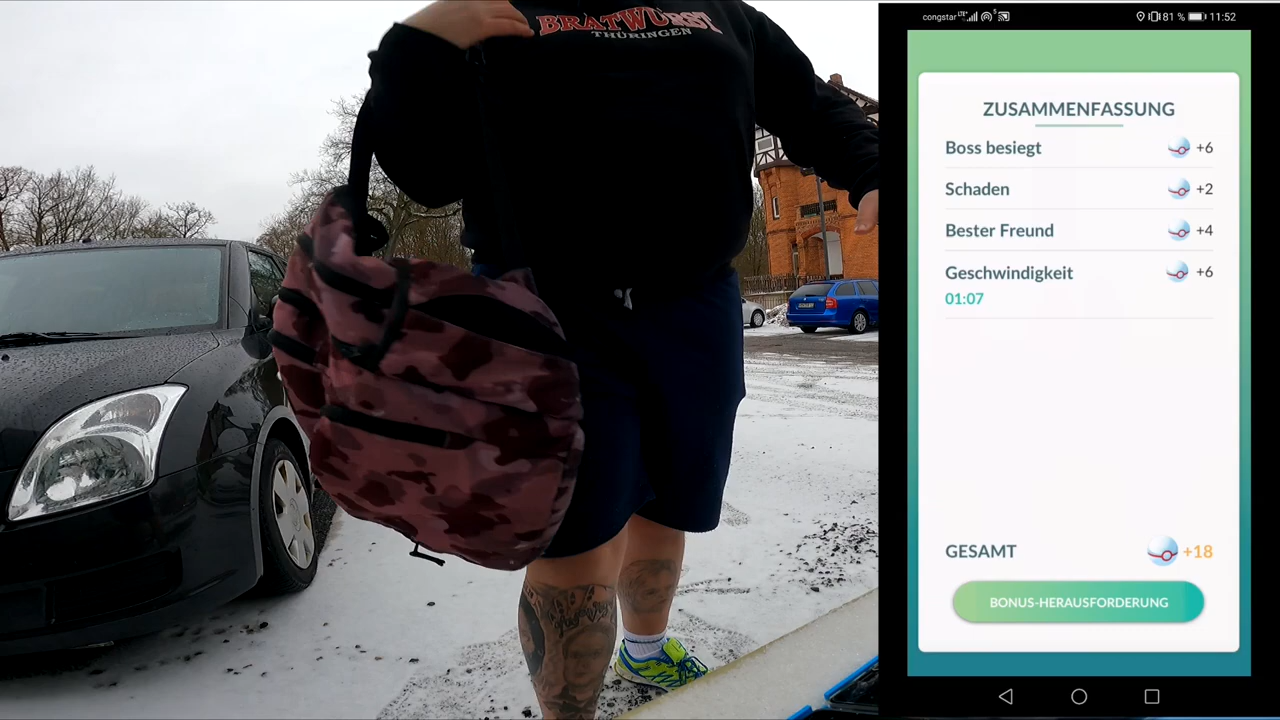 BRATWURST
THÜRINGEN
congstar 81 % 11:52
ZUSAMMENFASSUNG
Boss besiegt +6
Schaden +2
Bester Freund +4
Geschwindigkeit +6
01:07
GESAMT +18
BONUS-HERAUSFORDERUNG